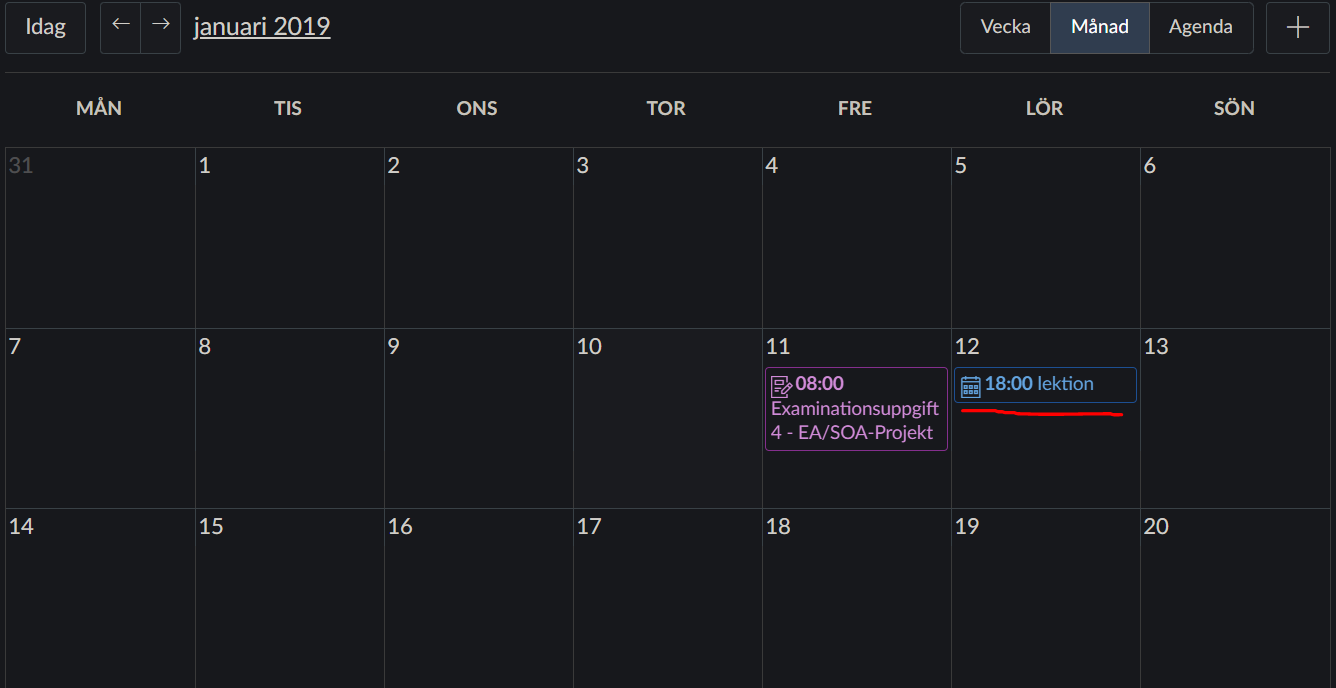 Idag ← → januari 2019 Vecka Månad Agenda +
MÅN TIS ONS TOR FRE LÖR SÖN
31 1 2 3 4 5 6
7 8 9 10 11 12 13
08:00
Examinationsuppgift
4 - EA/SOA-Projekt
18:00 lektion
14 15 16 17 18 19 20